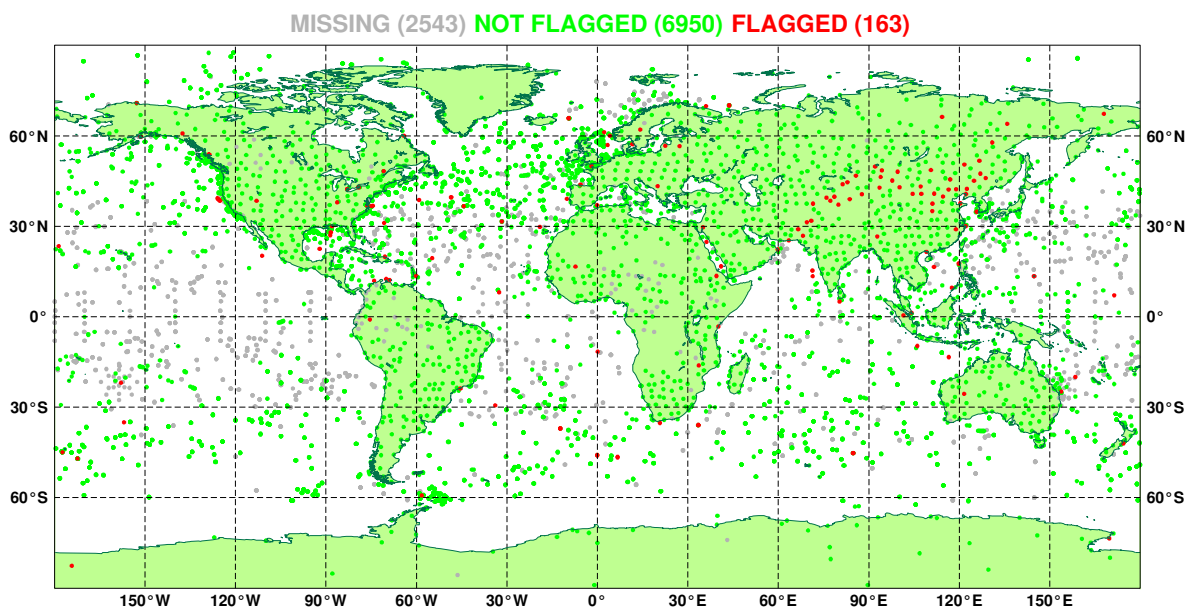 MISSING (2543) NOT FLAGGED (6950) FLAGGED (163)
60°N 60°N
30°N 30°N
0° 0°
30°S 30°S
60°S 60°S
150°W 120°W 90°W 60°W 30°W 0° 30°E 60°E 90°E 120°E 150°E